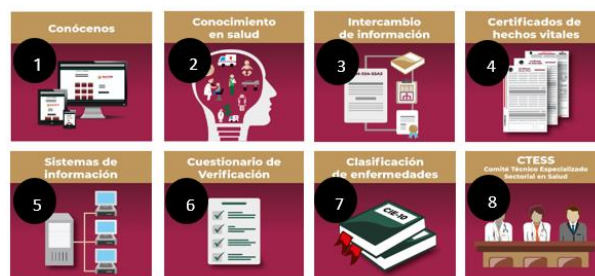 Conócenos
1
Conocimiento
en salud
2
Intercambio
de información
3
Certificados de
hechos vitales
4
Sistemas de
información
5
Cuestionario de
Verificación
6
Clasificación
de enfermedades
7
CIE-10
CTESS
Comité Técnico Especializado
Sectorial en Salud
8